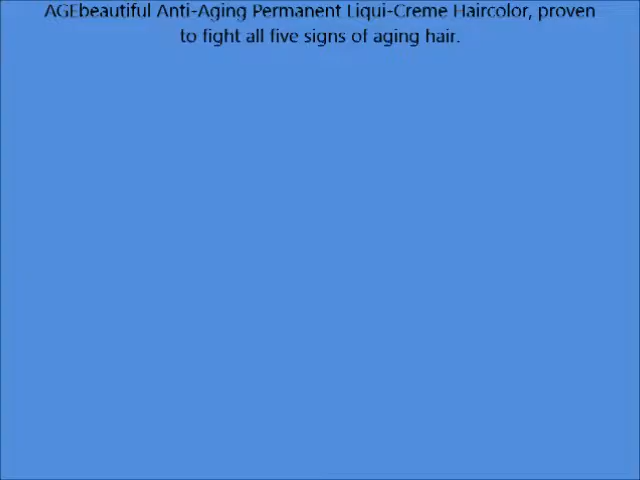 AGEbeautiful Anti-Aging Permanent Liqui-Creme Haircolor, proven
to fight all five signs of aging hair.